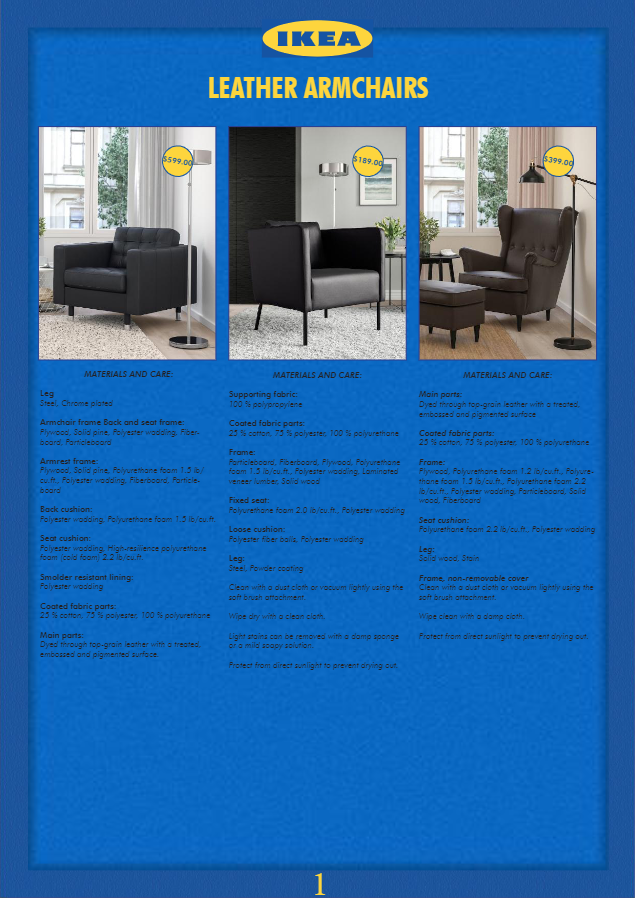 IKEA
LEATHER ARMCHAIRS
$599.00
$189.00
$399.00
MATERIALS AND CARE:
Leg
Steel, Chrome plated
Armchair frame Back and seat frame:
Plywood, Solid pine, Polyester wadding, Fiber-
board, Particleboard
Armrest frame:
Plywood, Solid pine, Polyurethane foam 1.5 lb/
cu.ft., Polyester wadding, Fiberboard, Particle-
board
Back cushion:
Polyester wadding, Polyurethane foam 1.5 lb/cu.ft.
Seat cushion:
Polyester wadding, High-resilience polyurethane
foam (cold foam) 2.2 lb/cu.ft.
Smolder resistant lining:
Polyester wadding
Coated fabric parts:
25 % cotton, 75 % polyester, 100 % polyurethane
Main parts:
Dyed through top-grain leather with a treated,
embossed and pigmented surface.
MATERIALS AND CARE:
Supporting fabric:
100 % polypropylene
Coated fabric parts:
25 % cotton, 75 % polyester, 100 % polyurethane
Frame:
Particleboard, Fiberboard, Plywood, Polyurethane
foam 1.5 lb/cu.ft., Polyester wadding, Laminated
veneer lumber, Solid wood
Fixed seat:
Polyurethane foam 2.0 lb/cu.ft., Polyester wadding
Loose cushion:
Polyester fiber balls, Polyester wadding
Leg:
Steel, Powder coating
Clean with a dust cloth or vacuum lightly using the
soft brush attachment.
Wipe dry with a clean cloth.
Light stains can be removed with a damp sponge
or a mild soapy solution.
Protect from direct sunlight to prevent drying out.
MATERIALS AND CARE:
Main parts:
Dyed through top-grain leather with a treated,
embossed and pigmented surface
Coated fabric parts:
25 % cotton, 75 % polyester, 100 % polyurethane
Frame:
Plywood, Polyurethane foam 1.2 lb/cu.ft., Polyure-
thane foam 1.5 lb/cu.ft., Polyurethane foam 2.2
lb/cu.ft., Polyester wadding, Particleboard, Solid
wood, Fiberboard
Seat cushion:
Polyurethane foam 2.2 lb/cu.ft., Polyester wadding
Leg:
Solid wood, Stain
Frame, non-removable cover
Clean with a dust cloth or vacuum lightly using the
soft brush attachment.
Wipe clean with a damp cloth.
Protect from direct sunlight to prevent drying out.
1